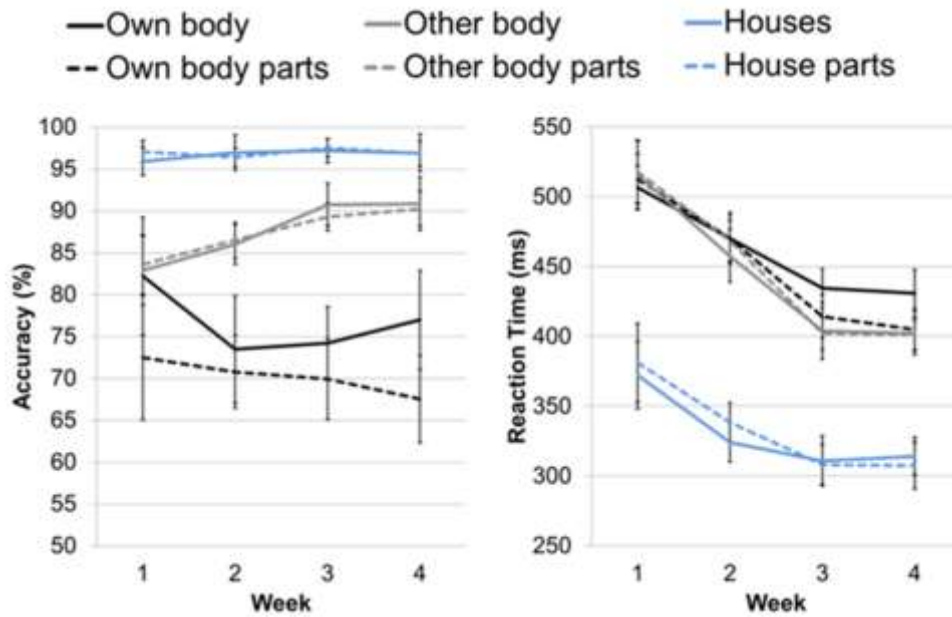 Own body Other body Houses
Own body parts Other body parts House parts
Accuracy (%)
100
95
90
85
80
75
70
65
60
55
50
1 2 3 4
Week
Reaction Time (ms)
550
500
450
400
350
300
250
1 2 3 4
Week